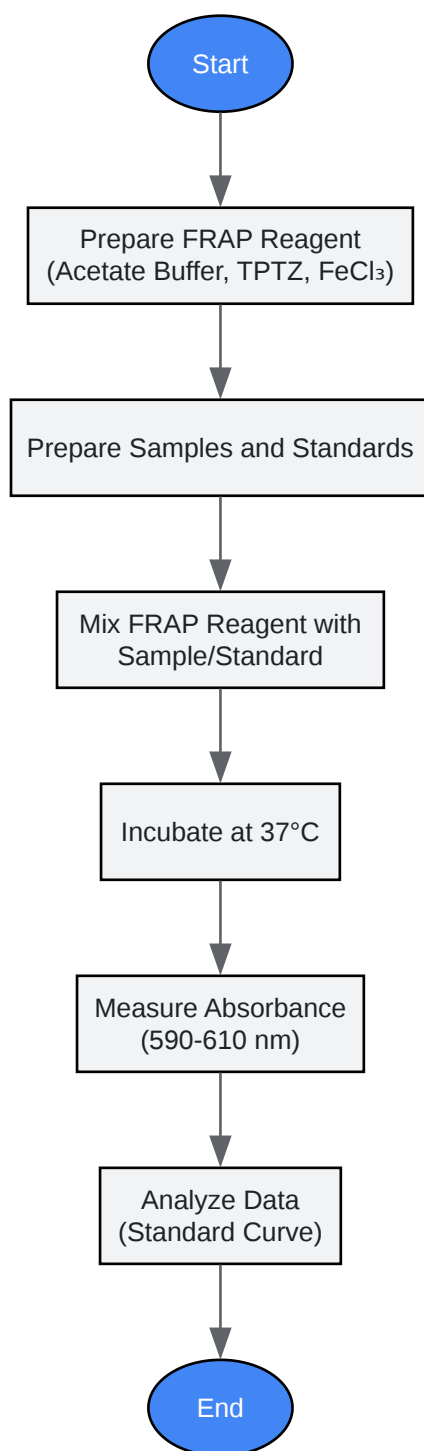 Start
Prepare FRAP Reagent
(Acetate Buffer, TPTZ, FeCl₃)
Prepare Samples and Standards
Mix FRAP Reagent with
Sample/Standard
Incubate at 37°C
Measure Absorbance
(590-610 nm)
Analyze Data
(Standard Curve)
End